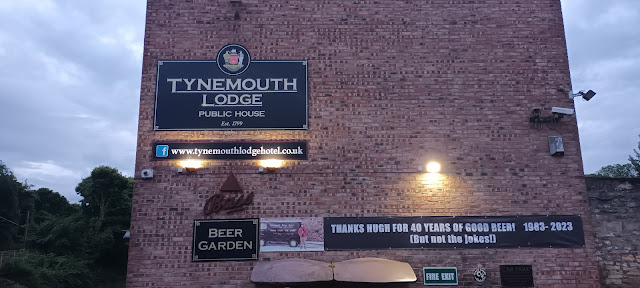 TYNEMOUTH
LODGE
PUBLIC HOUSE
Est. 1799
f www.tynemouthlodgehotel.co.uk
BEER
GARDEN
THANKS HUGH FOR 40 YEARS OF GOOD BEER! 1983-2023
(But not the jokes!)
FIRE EXIT